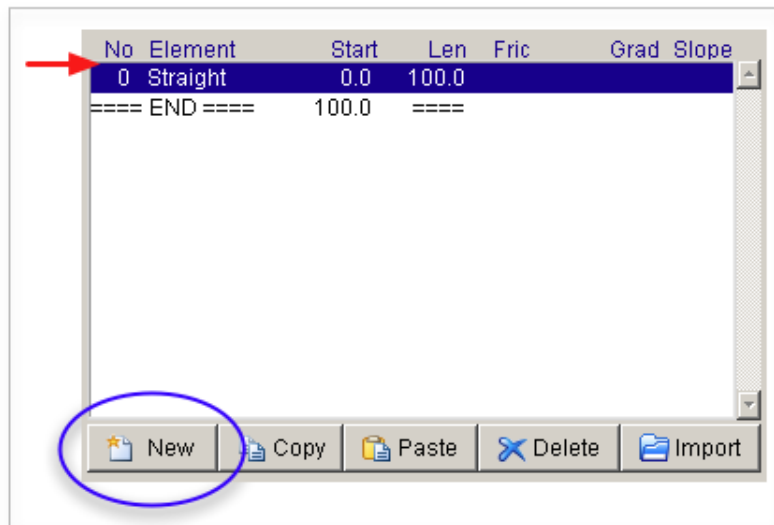 No Element Start Len Fric Grad Slope
0 Straight 0.0 100.0
==== END ==== 100.0 ====
New Copy Paste Delete Import